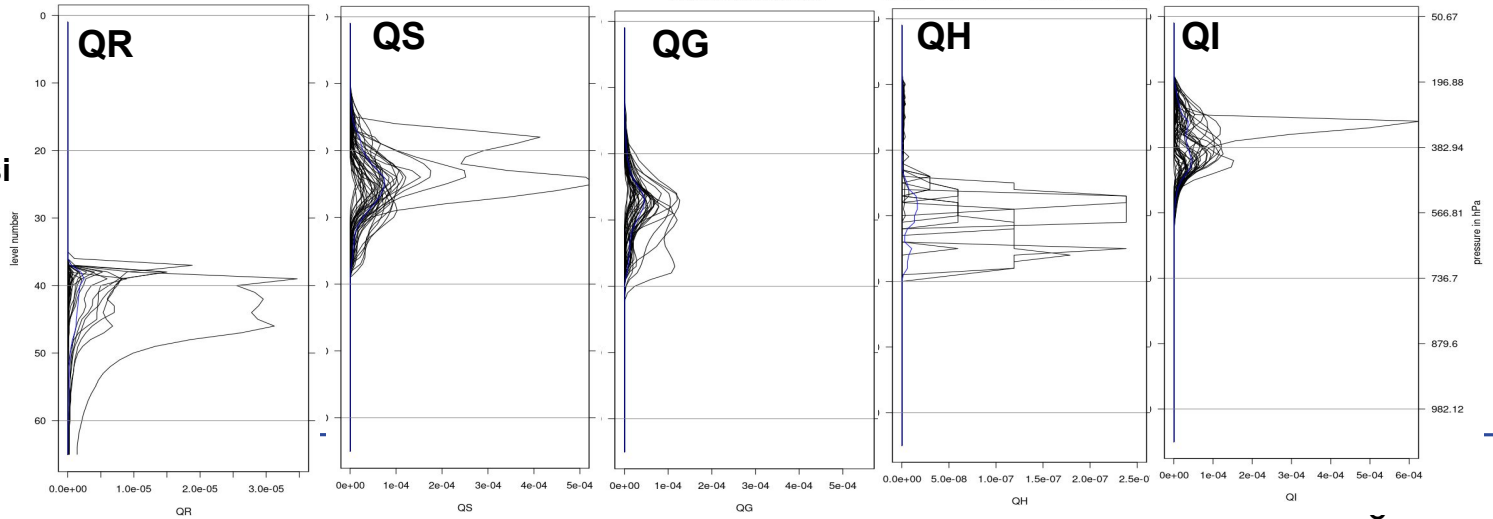 QR
QS
QG
QH
QI
0
10
20
30
40
50
60
level number
50.67
196.88
382.94
566.81
736.7
879.6
982.12
pressure in hPa
0.0e+00 1.0e-05 2.0e-05 3.0e-05
QR
0e+00 1e-04 2e-04 3e-04 4e-04 5e-04
QS
0e+00 1e-04 2e-04 3e-04 4e-04 5e-04
QG
0.0e+00 5.0e-08 1.0e-07 1.5e-07 2.0e-07 2.5e-0
QH
0e+00 1e-04 2e-04 3e-04 4e-04 5e-04 6e-04
QI